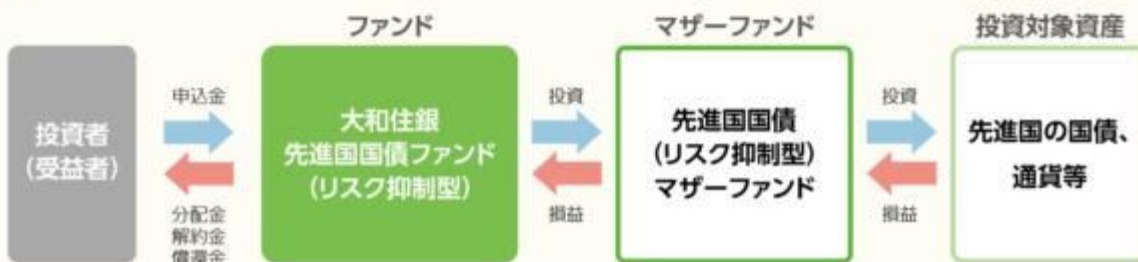 ファンド
マザーファンド
投資対象資産
投資者
(受益者)
申込金
分配金
解約金
償還金
大和住銀
先進国国債ファンド
(リスク抑制型)
投資
損益
先進国国債
(リスク抑制型)
マザーファンド
投資
損益
先進国の国債、
通貨等